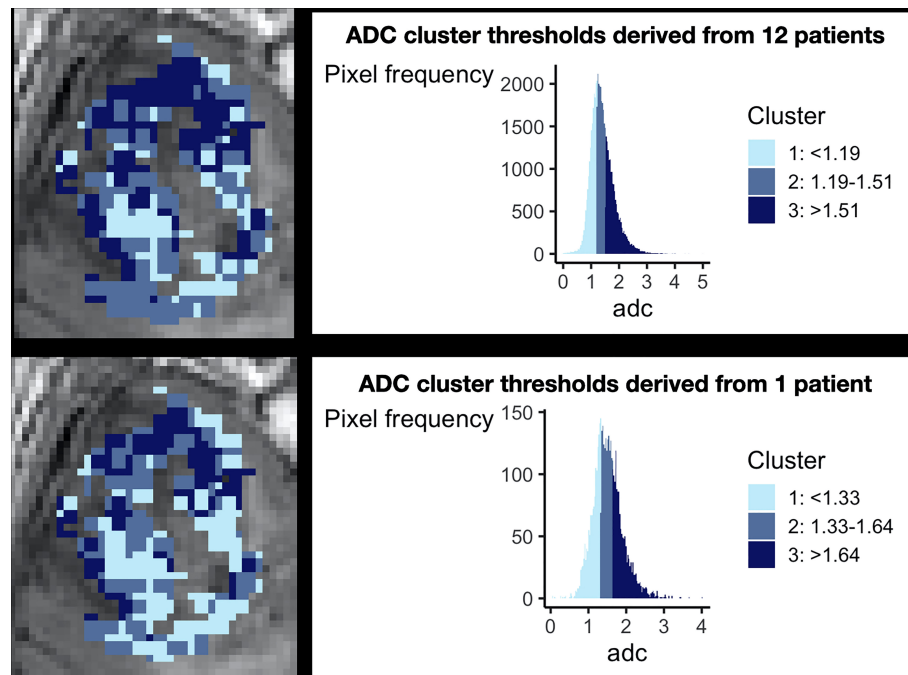 ADC cluster thresholds derived from 12 patients
Pixel frequency
2000
1500
1000
500
0
0 1 2 3 4 5
adc
Cluster
1: <1.19
2: 1.19-1.51
3: >1.51
ADC cluster thresholds derived from 1 patient
Pixel frequency
150
100
50
0
0 1 2 3 4
adc
Cluster
1: <1.33
2: 1.33-1.64
3: >1.64